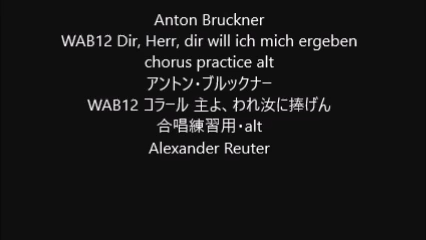 Anton Bruckner
WAB12 Dir, Herr, dir will ich mich ergeben
chorus practice alt
アントン・ブルックナー
WAB12 コラール 主よ、われ汝に捧げん
合唱練習用・alt
Alexander Reuter